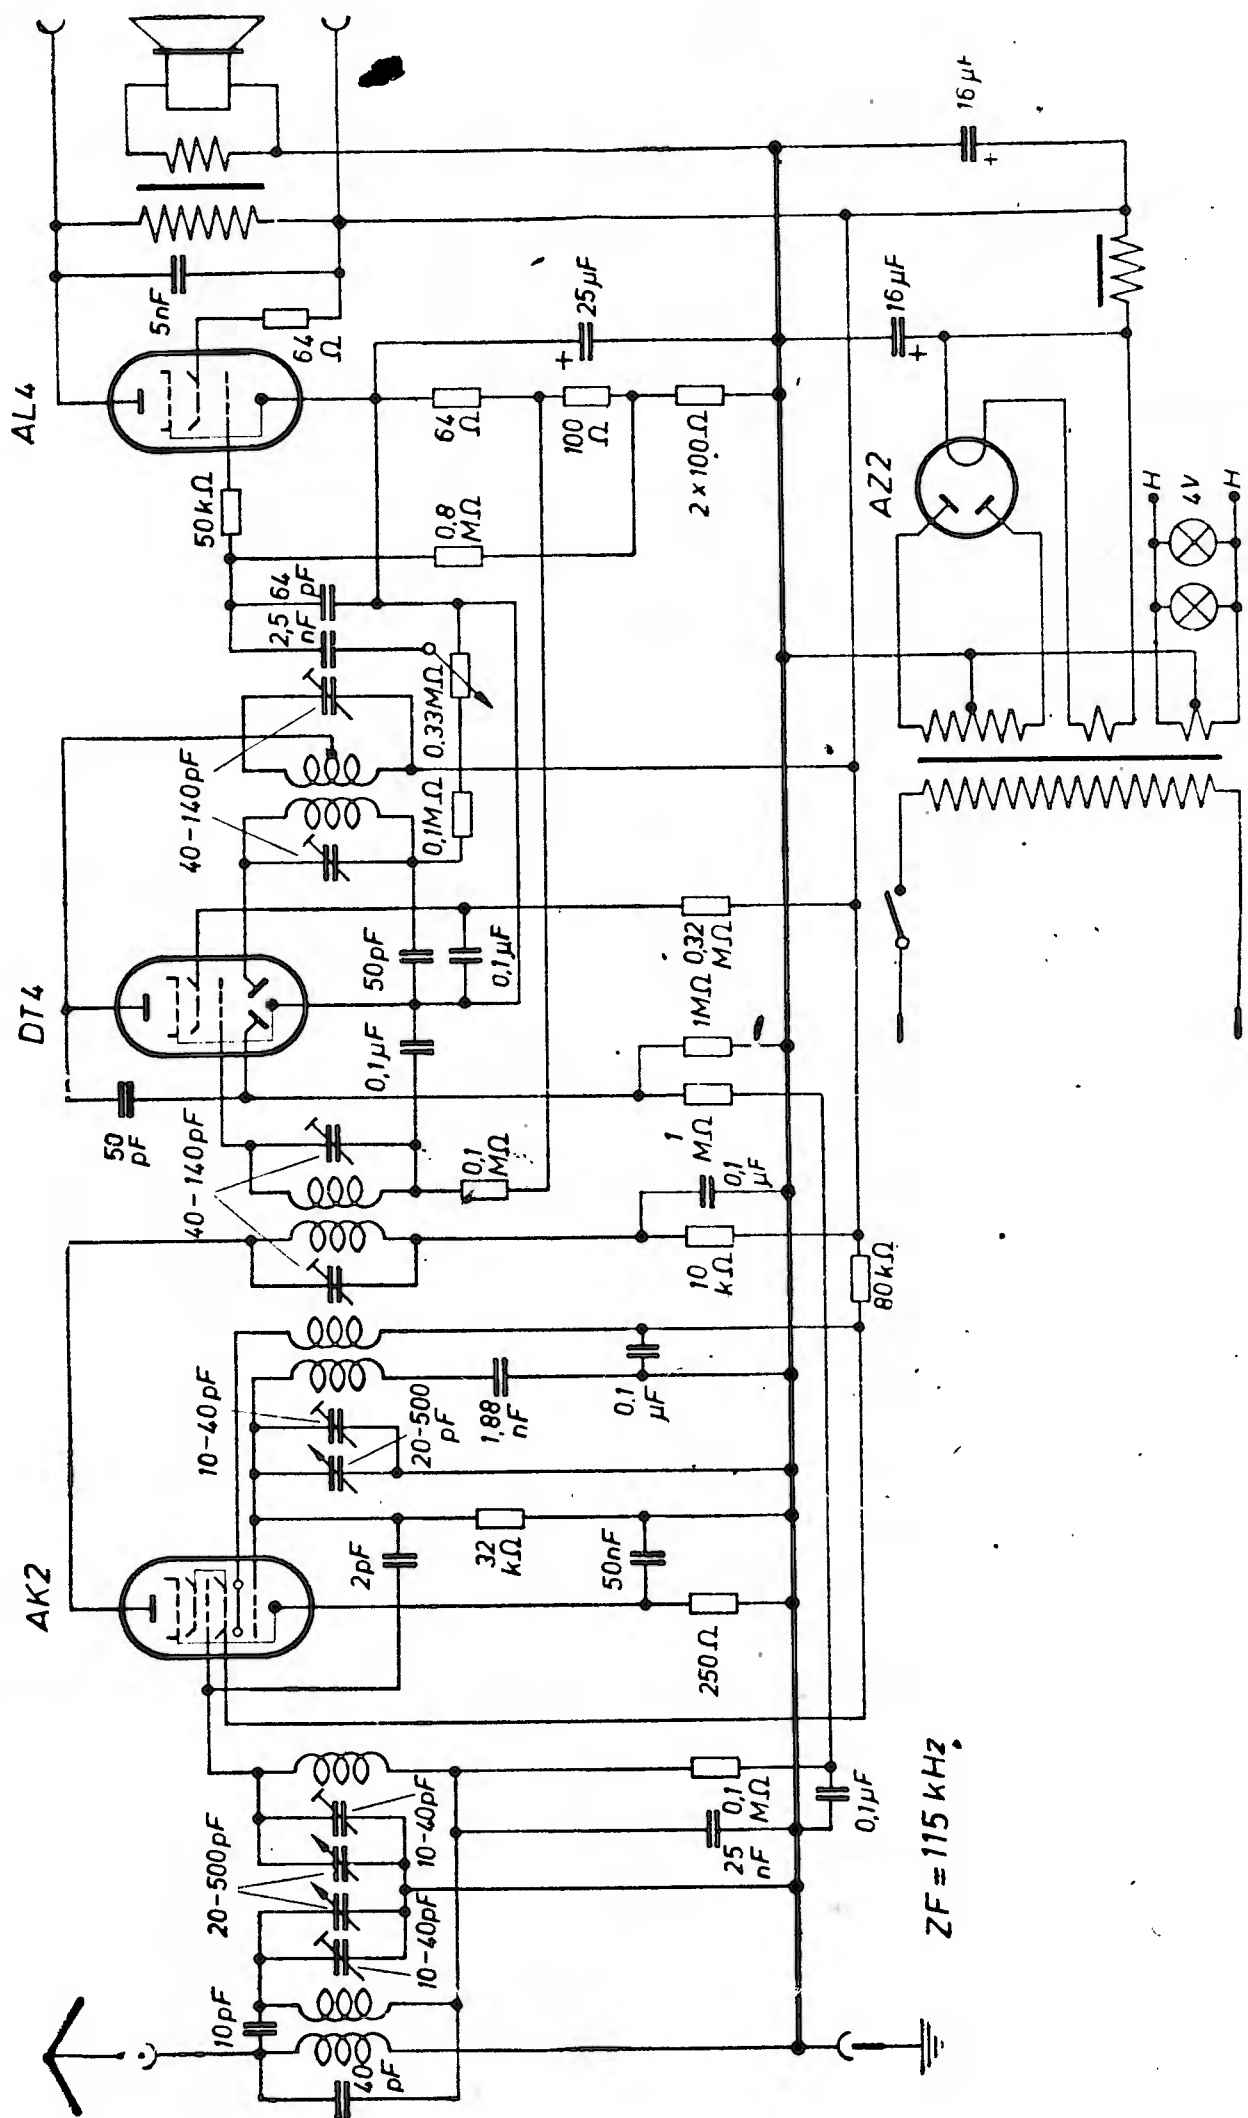 AK2
DT4
AL4
10pF
40
pF
20-500pF
10-40pF
10-40pF
25
nF
0,1
MΩ
0,1μF
2pF
32
kΩ
50nF
250Ω
10-40pF
20-500
pF
1,88
nF
0.1
μF
40-140pF
10
kΩ
80kΩ
50
pF
0,1
MΩ
1
MΩ
0,1
μF
0,1μF
50pF
0,1μF
1MΩ
0,32
MΩ
40-140pF
0,1MΩ
0,33MΩ
2,5
nF
64
pF
50kΩ
0,8
MΩ
64
Ω
100
Ω
2x100Ω
25μF
+
5nF
64
Ω
AZ2
16μF
+
16μF
+
H
4V
H
ZF = 115 kHz